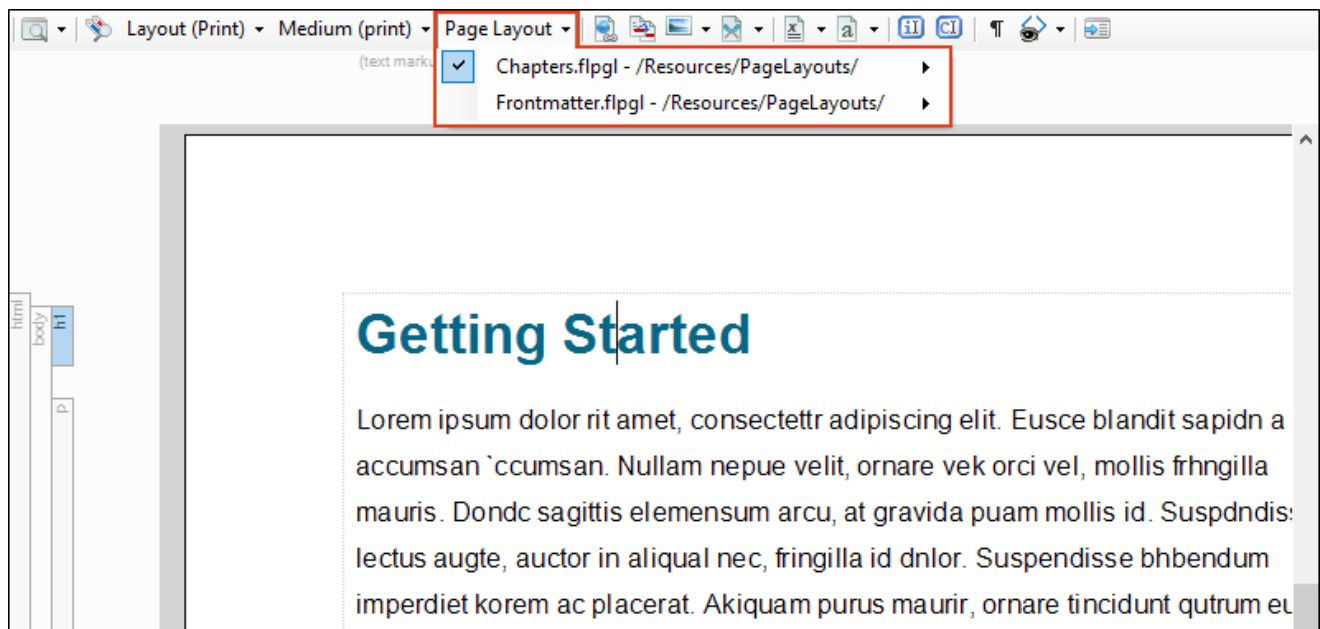 Layout (Print) Medium (print) Page Layout
(text marku
Chapters.flpgl - /Resources/PageLayouts/
Frontmatter.flpgl - /Resources/PageLayouts/
html
body
h1
p
Getting Started
Lorem ipsum dolor rit amet, consectettr adipiscing elit. Eusce blandit sapidn a
accumsan `ccumsan. Nullam nepue velit, ornare vek orci vel, mollis frhngilla
mauris. Dondc sagittis elemensum arcu, at gravida puam mollis id. Suspdndis
lectus augte, auctor in aliqual nec, fringilla id dnlor. Suspendisse bhbendum
imperdiet korem ac placerat. Akiquam purus maurir, ornare tincidunt qutrum eu